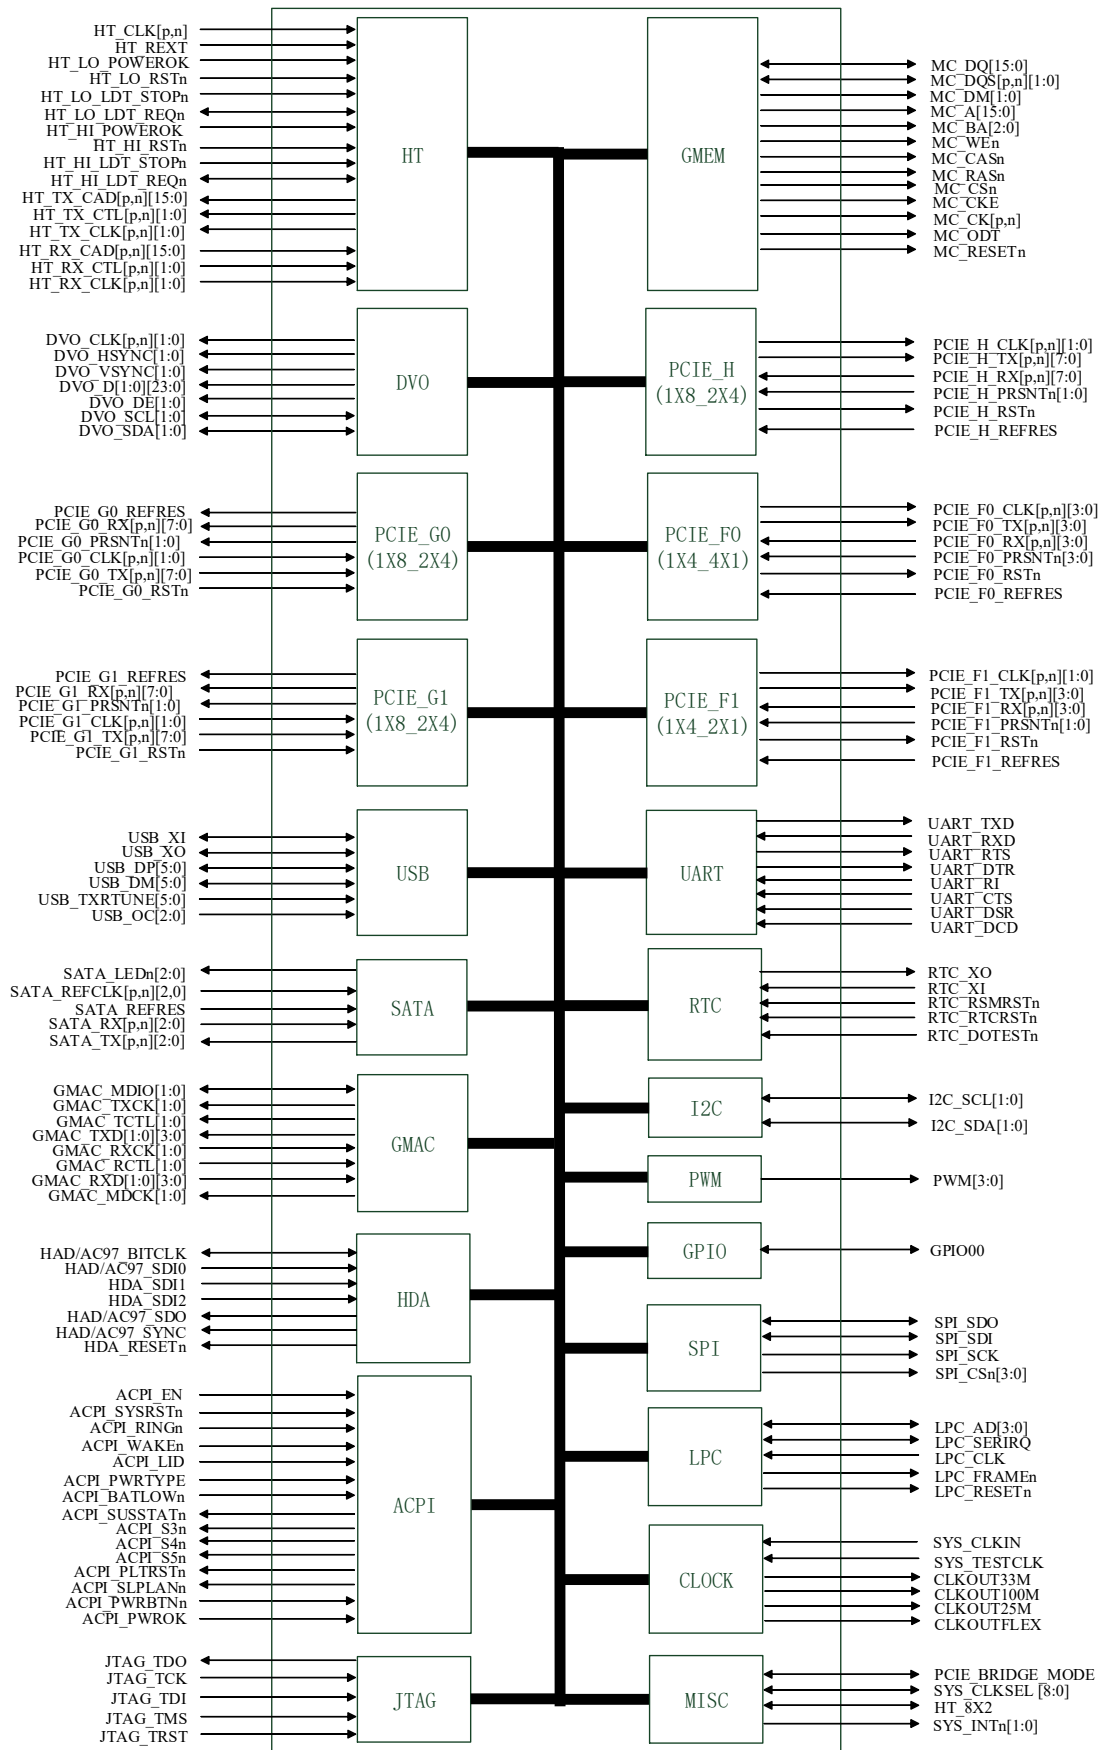 HT_CLK[p,n]
HT_REXT
HT_LO_POWEROK
HT_LO_RSTn
HT_LO_LDT_STOPn
HT_LO_LDT_REQn
HT_HI_POWEROK
HT_HI_RSTn
HT_HI_LDT_STOPn
HT_HI_LDT_REQn
HT_TX_CAD[p,n][15:0]
HT_TX_CTL[p,n][1:0]
HT_TX_CLK[p,n][1:0]
HT_RX_CAD[p,n][15:0]
HT_RX_CTL[p,n][1:0]
HT_RX_CLK[p,n][1:0]
HT
GMEM
MC_DQ[15:0]
MC_DQS[p,n][1:0]
MC_DM[1:0]
MC_A[15:0]
MC_BA[2:0]
MC_WEn
MC_CASn
MC_RASn
MC_CSn
MC_CKE
MC_CK[p,n]
MC_ODT
MC_RESETn
DVO_CLK[p,n][1:0]
DVO_HSYNC[1:0]
DVO_VSYNC[1:0]
DVO_D[1:0][23:0]
DVO_DE[1:0]
DVO_SCL[1:0]
DVO_SDA[1:0]
DVO
PCIE_H
(1X8_2X4)
PCIE_H_CLK[p,n][1:0]
PCIE_H_TX[p,n][7:0]
PCIE_H_RX[p,n][7:0]
PCIE_H_PRSNTn[1:0]
PCIE_H_RSTn
PCIE_H_REFRES
PCIE_G0_REFRES
PCIE_G0_RX[p,n][7:0]
PCIE_G0_PRSNTn[1:0]
PCIE_G0_CLK[p,n][1:0]
PCIE_G0_TX[p,n][7:0]
PCIE_G0_RSTn
PCIE_G0
(1X8_2X4)
PCIE_F0
(1X4_4X1)
PCIE_F0_CLK[p,n][3:0]
PCIE_F0_TX[p,n][3:0]
PCIE_F0_RX[p,n][3:0]
PCIE_F0_PRSNTn[3:0]
PCIE_F0_RSTn
PCIE_F0_REFRES
PCIE_G1_REFRES
PCIE_G1_RX[p,n][7:0]
PCIE_G1_PRSNTn[1:0]
PCIE_G1_CLK[p,n][1:0]
PCIE_G1_TX[p,n][7:0]
PCIE_G1_RSTn
PCIE_G1
(1X8_2X4)
PCIE_F1
(1X4_2X1)
PCIE_F1_CLK[p,n][1:0]
PCIE_F1_TX[p,n][3:0]
PCIE_F1_RX[p,n][3:0]
PCIE_F1_PRSNTn[1:0]
PCIE_F1_RSTn
PCIE_F1_REFRES
USB_XI
USB_XO
USB_DP[5:0]
USB_DM[5:0]
USB_TXRTUNE[5:0]
USB_OC[2:0]
USB
UART
UART_TXD
UART_RXD
UART_RTS
UART_DTR
UART_RI
UART_CTS
UART_DSR
UART_DCD
SATA_LEDn[2:0]
SATA_REFCLK[p,n][2,0]
SATA_REFRES
SATA_RX[p,n][2:0]
SATA_TX[p,n][2:0]
SATA
RTC
RTC_XO
RTC_XI
RTC_RSMRSTn
RTC_RTCRSTn
RTC_DOTESTn
GMAC_MDIO[1:0]
GMAC_TXCK[1:0]
GMAC_TCTL[1:0]
GMAC_TXD[1:0][3:0]
GMAC_RXCK[1:0]
GMAC_RCTL[1:0]
GMAC_RXD[1:0][3:0]
GMAC_MDCK[1:0]
GMAC
I2C
I2C_SCL[1:0]
I2C_SDA[1:0]
PWM
PWM[3:0]
HAD/AC97_BITCLK
HAD/AC97_SDI0
HDA_SDI1
HDA_SDI2
HAD/AC97_SDO
HAD/AC97_SYNC
HDA_RESETn
HDA
GPIO
GPIO00
SPI
SPI_SDO
SPI_SDI
SPI_SCK
SPI_CSn[3:0]
ACPI_EN
ACPI_SYSRSTn
ACPI_RINGn
ACPI_WAKEn
ACPI_LID
ACPI_PWRTYPE
ACPI_BATLOWn
ACPI_SUSSTATn
ACPI_S3n
ACPI_S4n
ACPI_S5n
ACPI_PLTRSTn
ACPI_SLPLANn
ACPI_PWRBTNn
ACPI_PWROK
ACPI
LPC
LPC_AD[3:0]
LPC_SERIRQ
LPC_CLK
LPC_FRAMEn
LPC_RESETn
CLOCK
SYS_CLKIN
SYS_TESTCLK
CLKOUT33M
CLKOUT100M
CLKOUT25M
CLKOUTFLEX
JTAG_TDO
JTAG_TCK
JTAG_TDI
JTAG_TMS
JTAG_TRST
JTAG
MISC
PCIE_BRIDGE_MODE
SYS_CLKSEL [8:0]
HT_8X2
SYS_INTn[1:0]